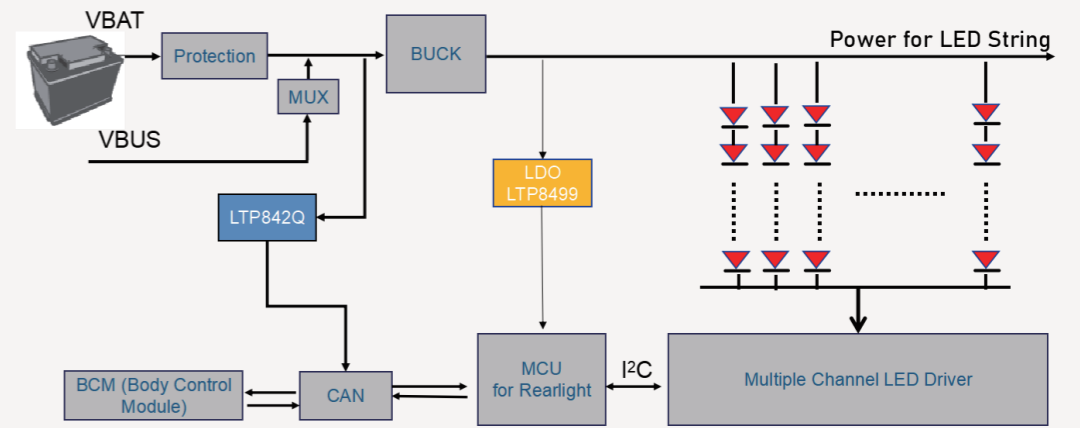 VBAT
Protection
BUCK
Power for LED String
MUX
VBUS
LDO
LTP8499
LTP842Q
BCM (Body Control
Module)
CAN
MCU
for Rearlight
I²C
Multiple Channel LED Driver